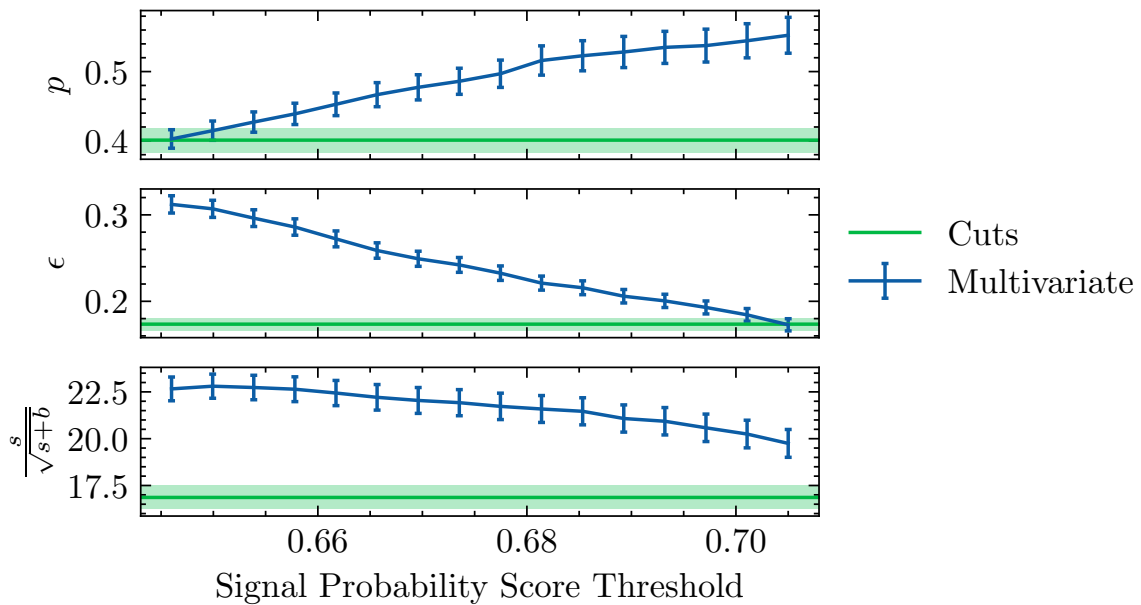 p
0.5
0.4
ϵ
0.3
0.2
s/√(s+b)
22.5
20.0
17.5
0.66 0.68 0.70
Signal Probability Score Threshold
Cuts
Multivariate